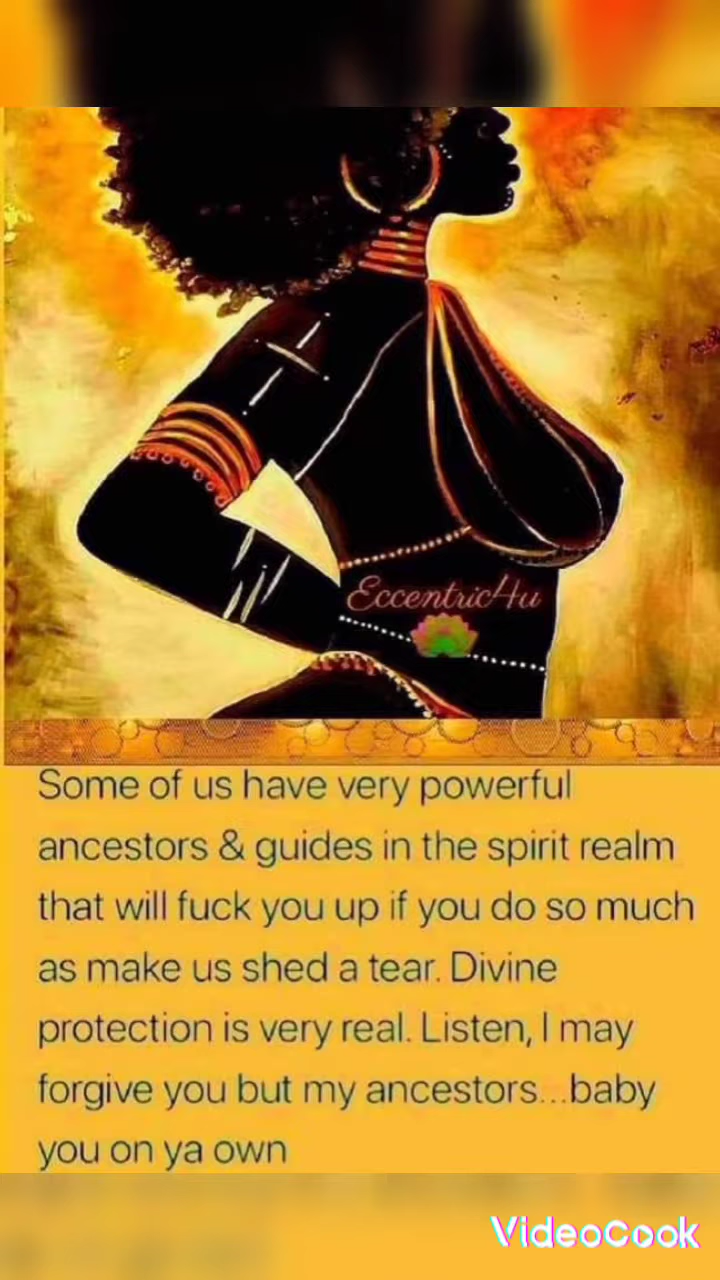 Eccentric4u
Some of us have very powerful
ancestors & guides in the spirit realm
that will fuck you up if you do so much
as make us shed a tear. Divine
protection is very real. Listen, I may
forgive you but my ancestors...baby
you on ya own
VideoCook